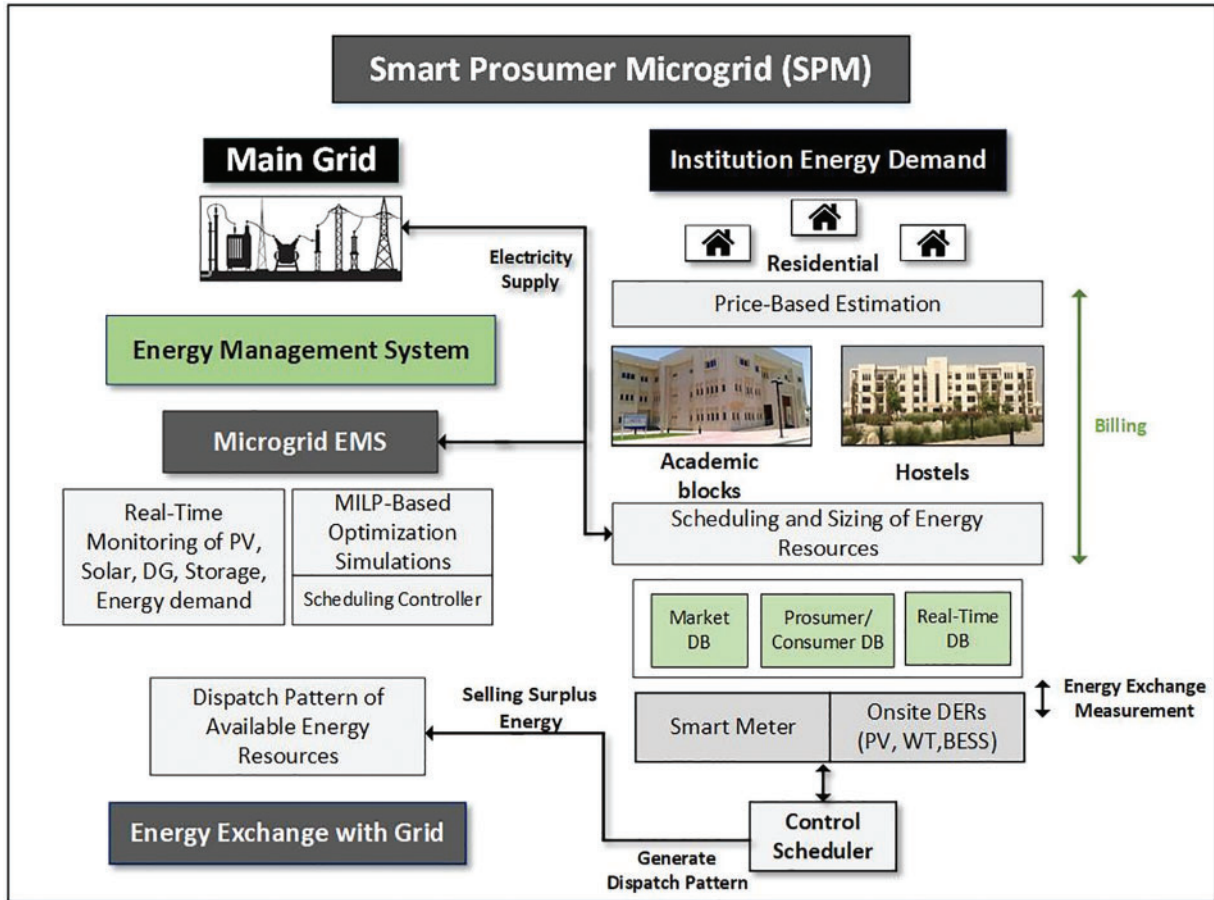 Smart Prosumer Microgrid (SPM)
Main Grid
Institution Energy Demand
Electricity
Supply
Residential
Price-Based Estimation
Energy Management System
Microgrid EMS
Academic
blocks
Hostels
Billing
Real-Time
Monitoring of PV,
Solar, DG, Storage,
Energy demand
MILP-Based
Optimization
Simulations
Scheduling Controller
Scheduling and Sizing of Energy
Resources
Market
DB
Prosumer/
Consumer DB
Real-Time
DB
Energy Exchange
Measurement
Dispatch Pattern of
Available Energy
Resources
Selling Surplus
Energy
Smart Meter
Onsite DERs
(PV, WT,BESS)
Energy Exchange with Grid
Control
Scheduler
Generate
Dispatch Pattern